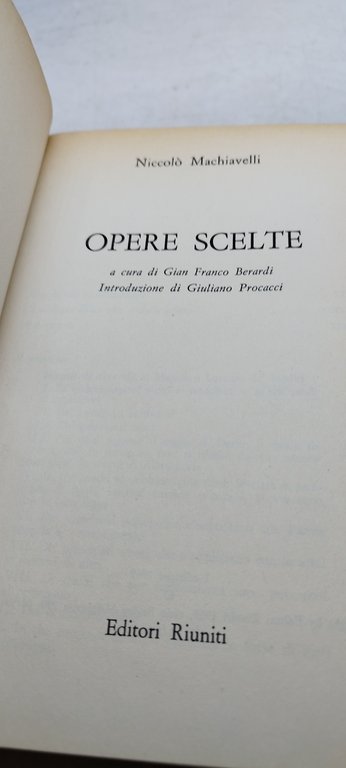 Niccolò Machiavelli
OPERE SCELTE
a cura di Gian Franco Berardi
Introduzione di Giuliano Procacci
Editori Riuniti